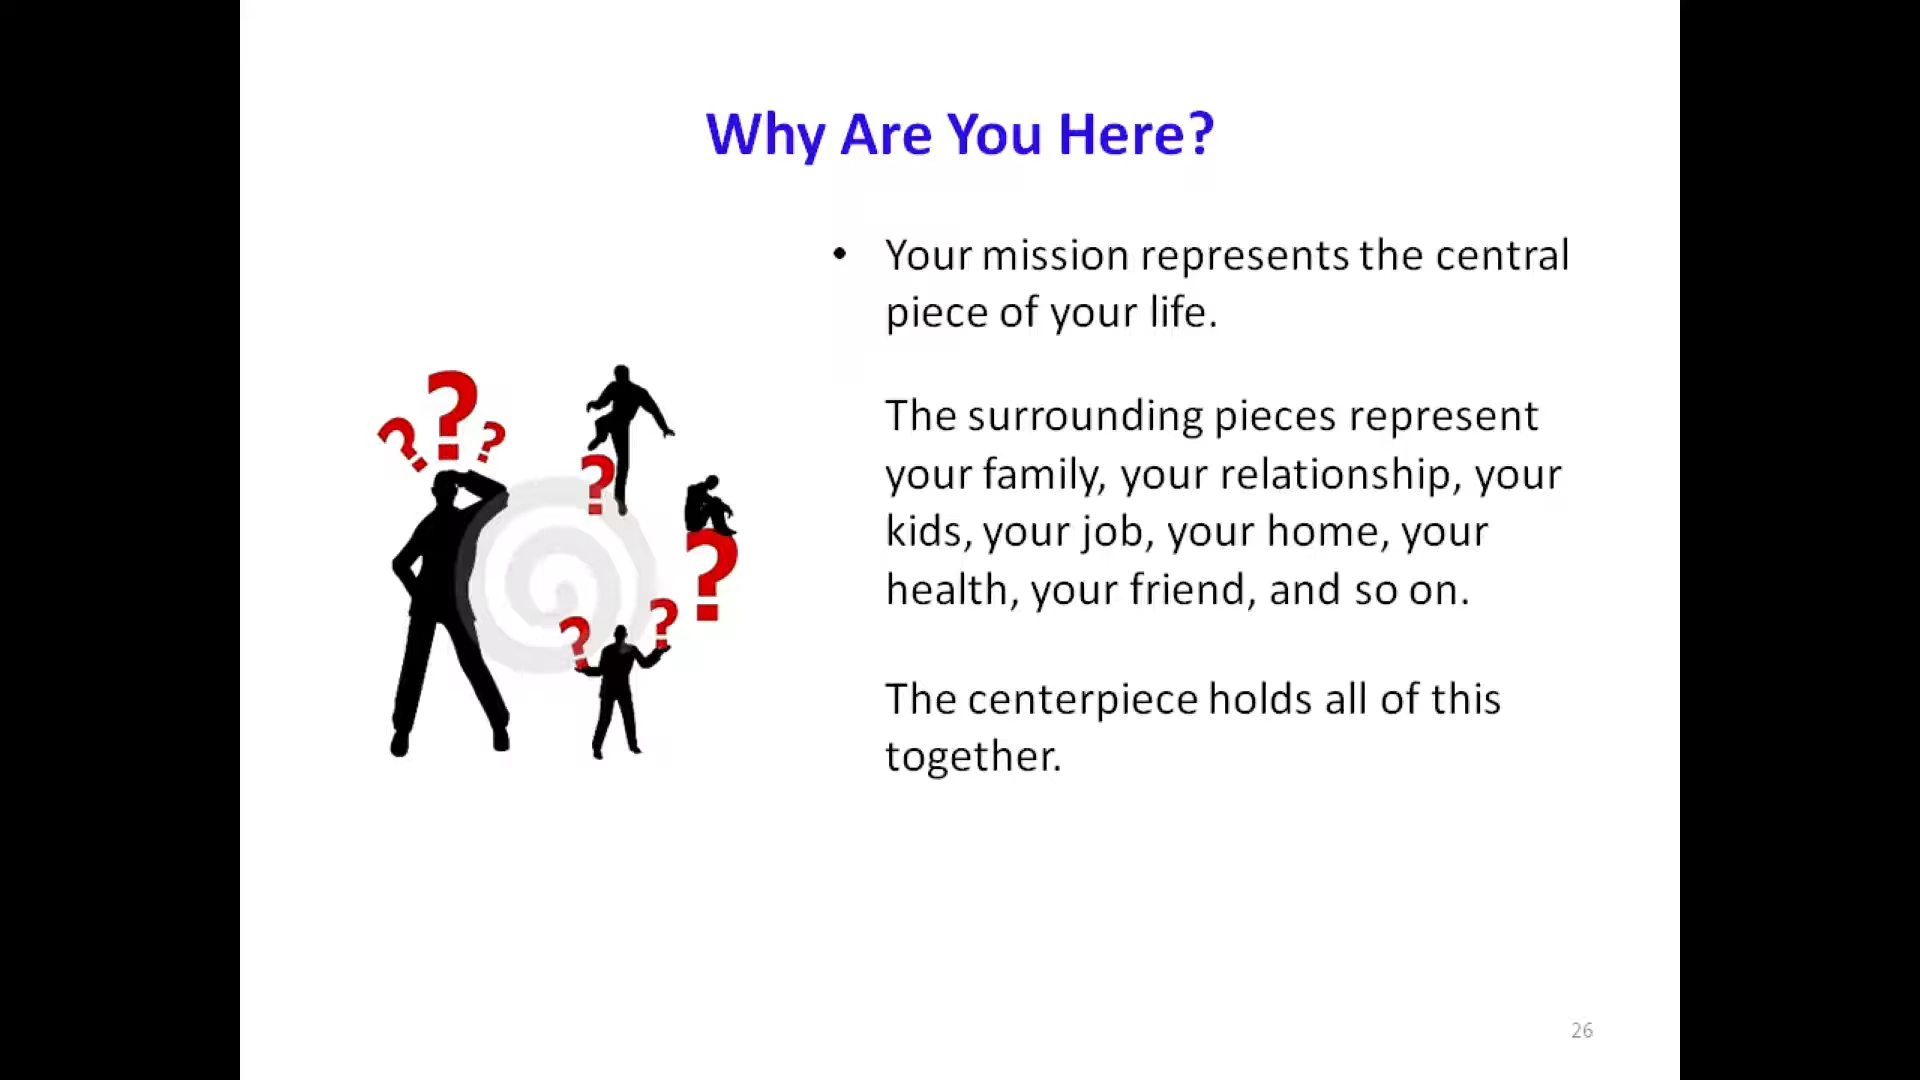 Why Are You Here?
• Your mission represents the central
piece of your life.
The surrounding pieces represent
your family, your relationship, your
kids, your job, your home, your
health, your friend, and so on.
The centerpiece holds all of this
together.
? ? ?
?
?
? ?
26